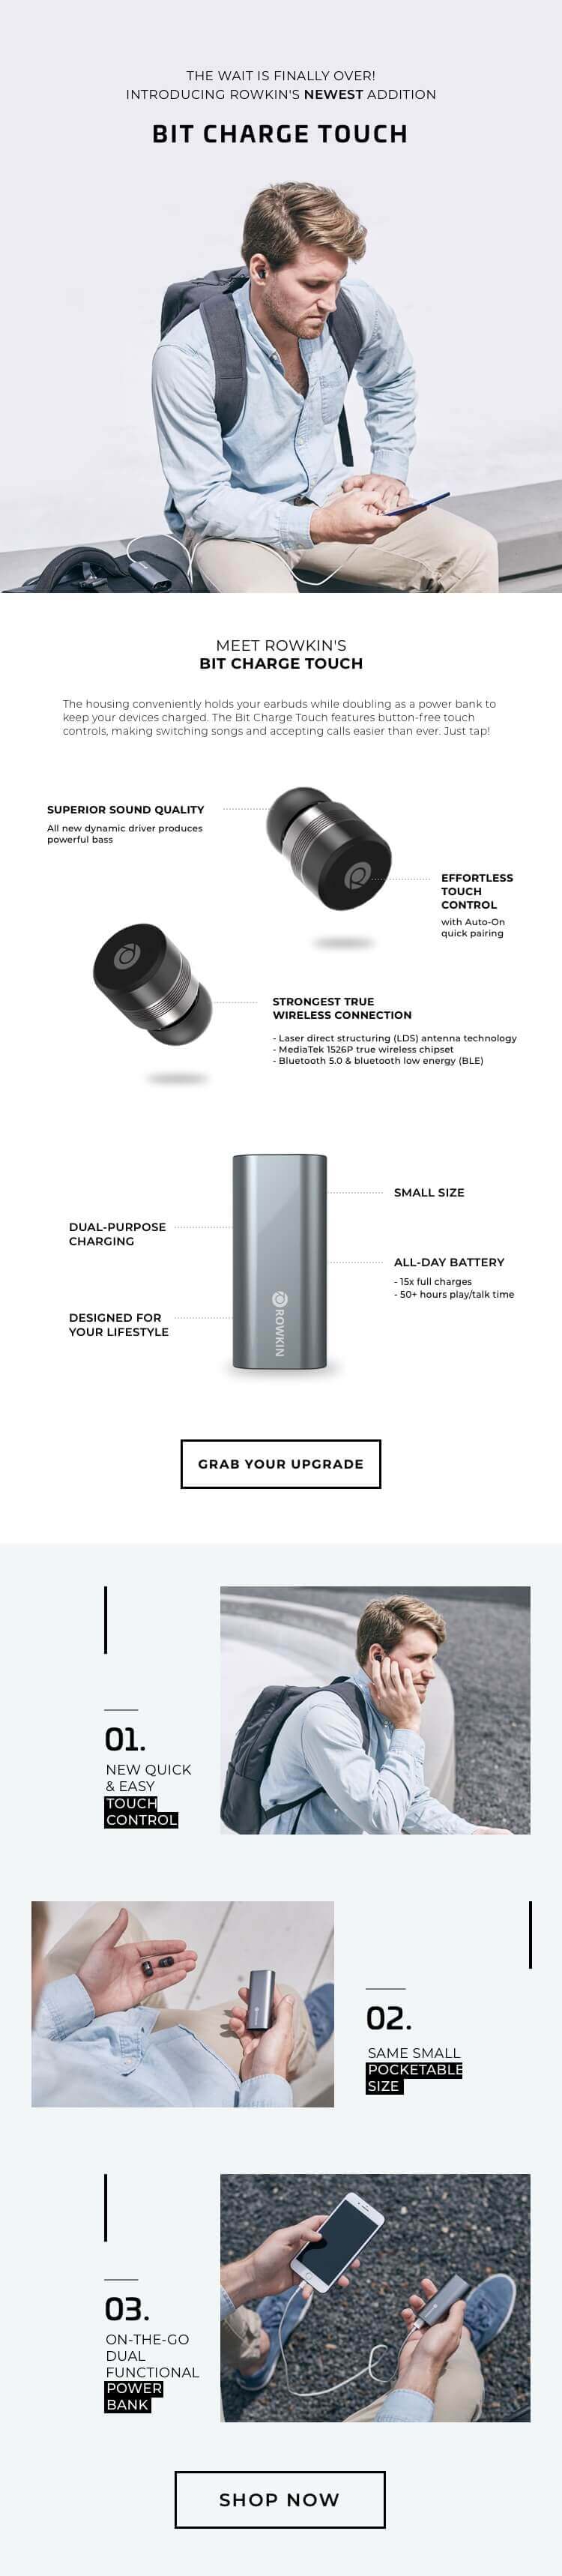 THE WAIT IS FINALLY OVER!
INTRODUCING ROWKIN'S NEWEST ADDITION
BIT CHARGE TOUCH
MEET ROWKIN'S
BIT CHARGE TOUCH
The housing conveniently holds your earbuds while doubling as a power bank to
keep your devices charged. The Bit Charge Touch features button-free touch
controls, making switching songs and accepting calls easier than ever. Just tap!
SUPERIOR SOUND QUALITY
All new dynamic driver produces
powerful bass
EFFORTLESS
TOUCH
CONTROL
with Auto-On
quick pairing
STRONGEST TRUE
WIRELESS CONNECTION
- Laser direct structuring (LDS) antenna technology
- MediaTek 1526P true wireless chipset
- Bluetooth 5.0 & bluetooth low energy (BLE)
SMALL SIZE
DUAL-PURPOSE
CHARGING
ALL-DAY BATTERY
- 15x full charges
- 50+ hours play/talk time
DESIGNED FOR
YOUR LIFESTYLE
ROWKIN
GRAB YOUR UPGRADE
01.
NEW QUICK
& EASY
TOUCH
CONTROL
02.
SAME SMALL
POCKETABLE
SIZE
03.
ON-THE-GO
DUAL
FUNCTIONAL
POWER
BANK
SHOP NOW